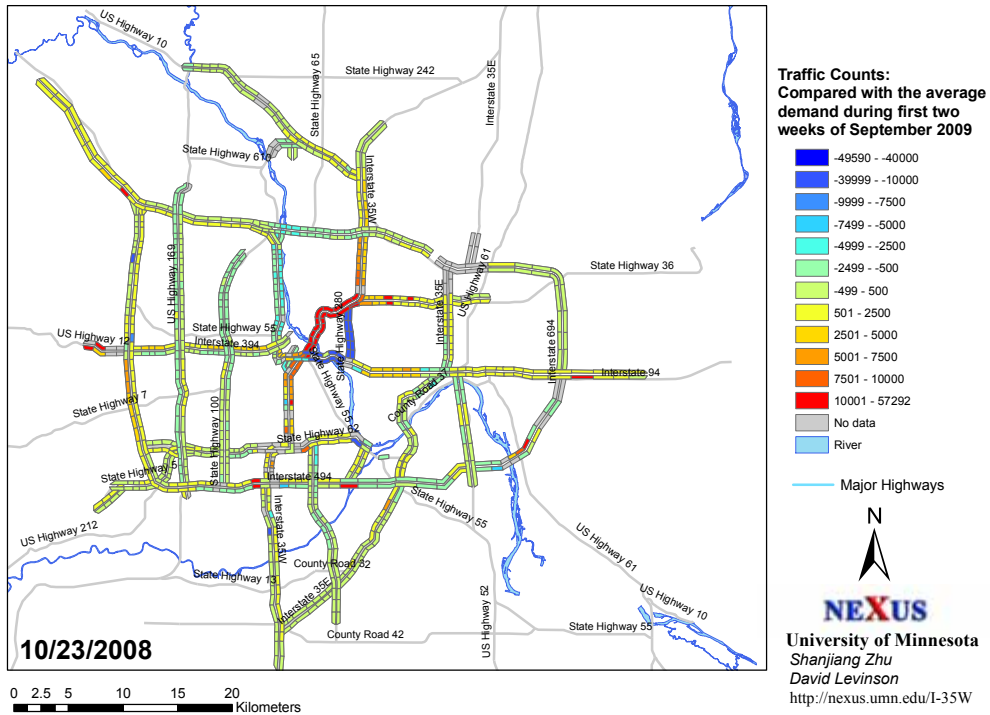 US Highway 10
State Highway 65
State Highway 242
Interstate 35E
State Highway 610
Interstate 35W
US Highway 169
US Highway 61
State Highway 36
Interstate 35E
State Highway 280
State Highway 55
US Highway 12
Interstate 394
Interstate 694
Interstate 94
State Highway 55
State Highway 7
State Highway 100
State Highway 62
State Highway 5
Interstate 494
State Highway 55
US Highway 212
Interstate 35W
County Road 32
State Highway 13
Interstate 35E
US Highway 61
US Highway 52
US Highway 10
State Highway 55
County Road 42
10/23/2008
0 2.5 5 10 15 20
Kilometers
Traffic Counts:
Compared with the average
demand during first two
weeks of September 2009
-49590 - -40000
-39999 - -10000
-9999 - -7500
-7499 - -5000
-4999 - -2500
-2499 - -500
-499 - 500
501 - 2500
2501 - 5000
5001 - 7500
7501 - 10000
10001 - 57292
No data
River
Major Highways
N
NEXUS
University of Minnesota
Shanjiang Zhu
David Levinson
http://nexus.umn.edu/I-35W